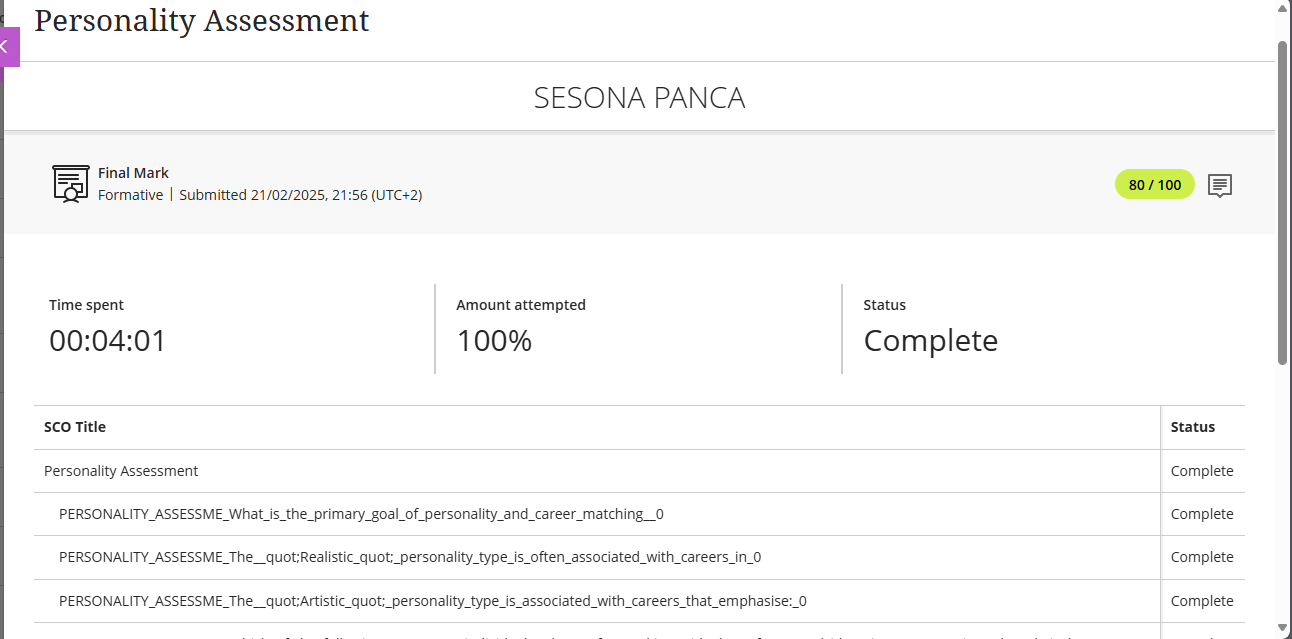 Personality Assessment
SESONA PANCA
Final Mark
Formative | Submitted 21/02/2025, 21:56 (UTC+2)
80 / 100
Time spent
00:04:01
Amount attempted
100%
Status
Complete
SCO Title Status
Personality Assessment Complete
PERSONALITY_ASSESSME_What_is_the_primary_goal_of_personality_and_career_matching__0 Complete
PERSONALITY_ASSESSME_The__quot;Realistic_quot;_personality_type_is_often_associated_with_careers_in_0 Complete
PERSONALITY_ASSESSME_The__quot;Artistic_quot;_personality_type_is_associated_with_careers_that_emphasise:_0 Complete